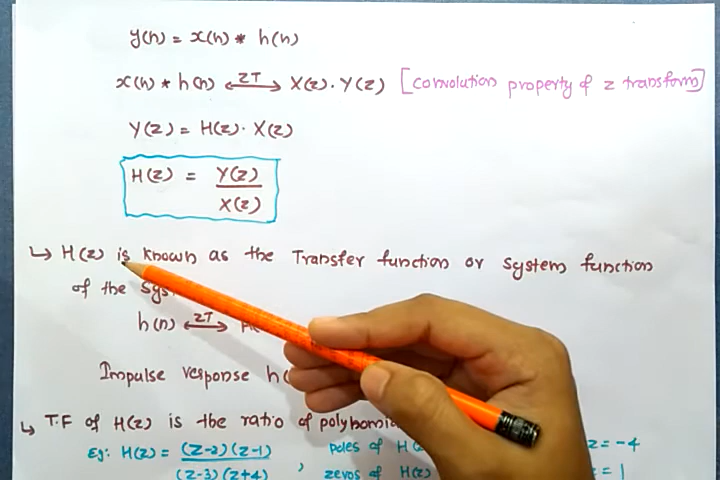 y(n) = x(n) * h(n)
x(n) * h(n) ⟷ZT X(z). Y(z) [convolution property of z transform]
Y(z) = H(z). X(z)
H(z) = Y(z)
X(z)
↳ H(z) is known as the Transfer function or system function
of the
h(n) ⟷ZT
Impulse response
↳ T.F of H(z) is the ratio of
Eg: H(z) = (z-2)(z-1) , poles of z = -4
(z-3)(z+4) zeros of H(z) = 1